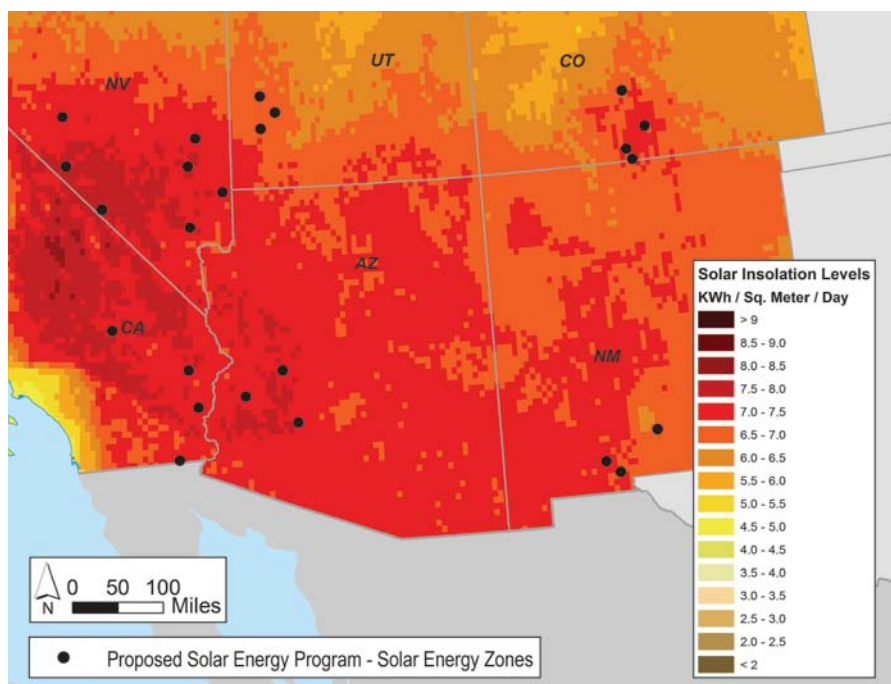 NV
UT
CO
AZ
CA
NM
Solar Insolation Levels
KWh / Sq. Meter / Day
> 9
8.5 - 9.0
8.0 - 8.5
7.5 - 8.0
7.0 - 7.5
6.5 - 7.0
6.0 - 6.5
5.5 - 6.0
5.0 - 5.5
4.5 - 5.0
4.0 - 4.5
3.5 - 4.0
3.0 - 3.5
2.5 - 3.0
2.0 - 2.5
< 2
N
0 50 100
Miles
Proposed Solar Energy Program - Solar Energy Zones